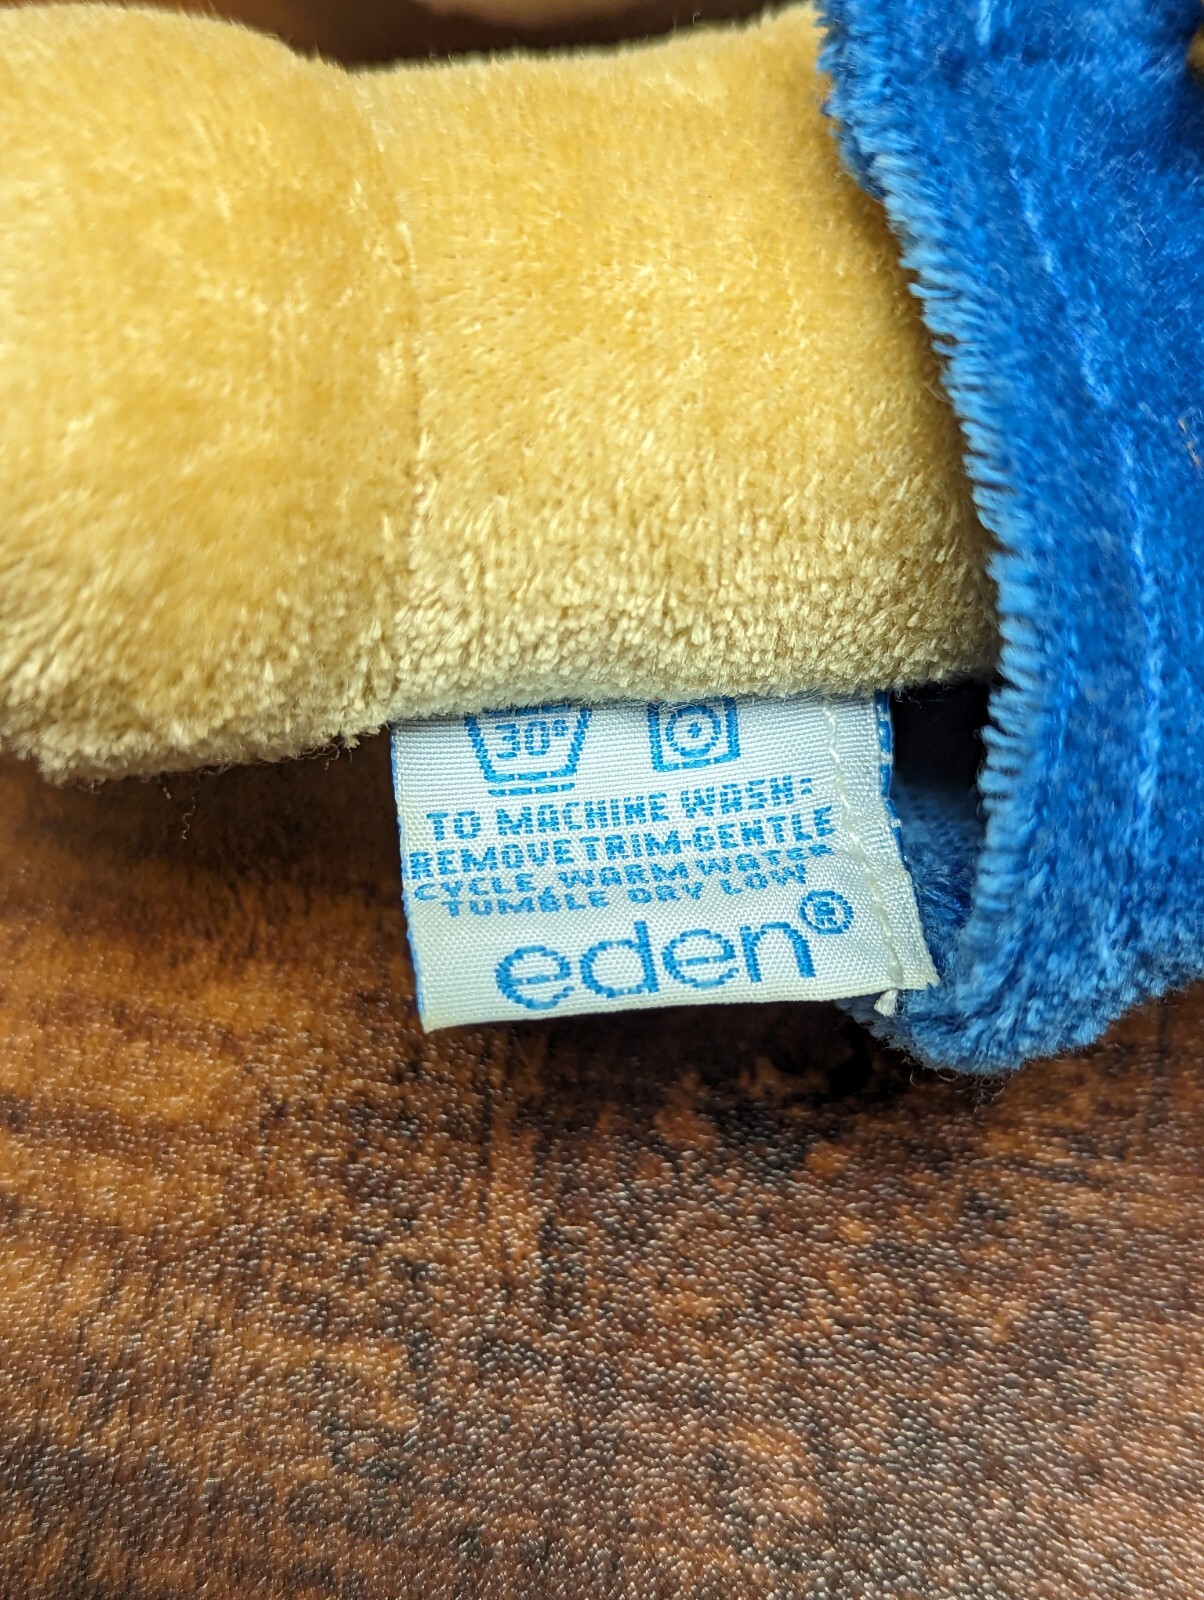 30°
TO MACHINE WASH:
REMOVE TRIM-GENTLE
CYCLE, WARM WATER
TUMBLE DRY LOW
eden®